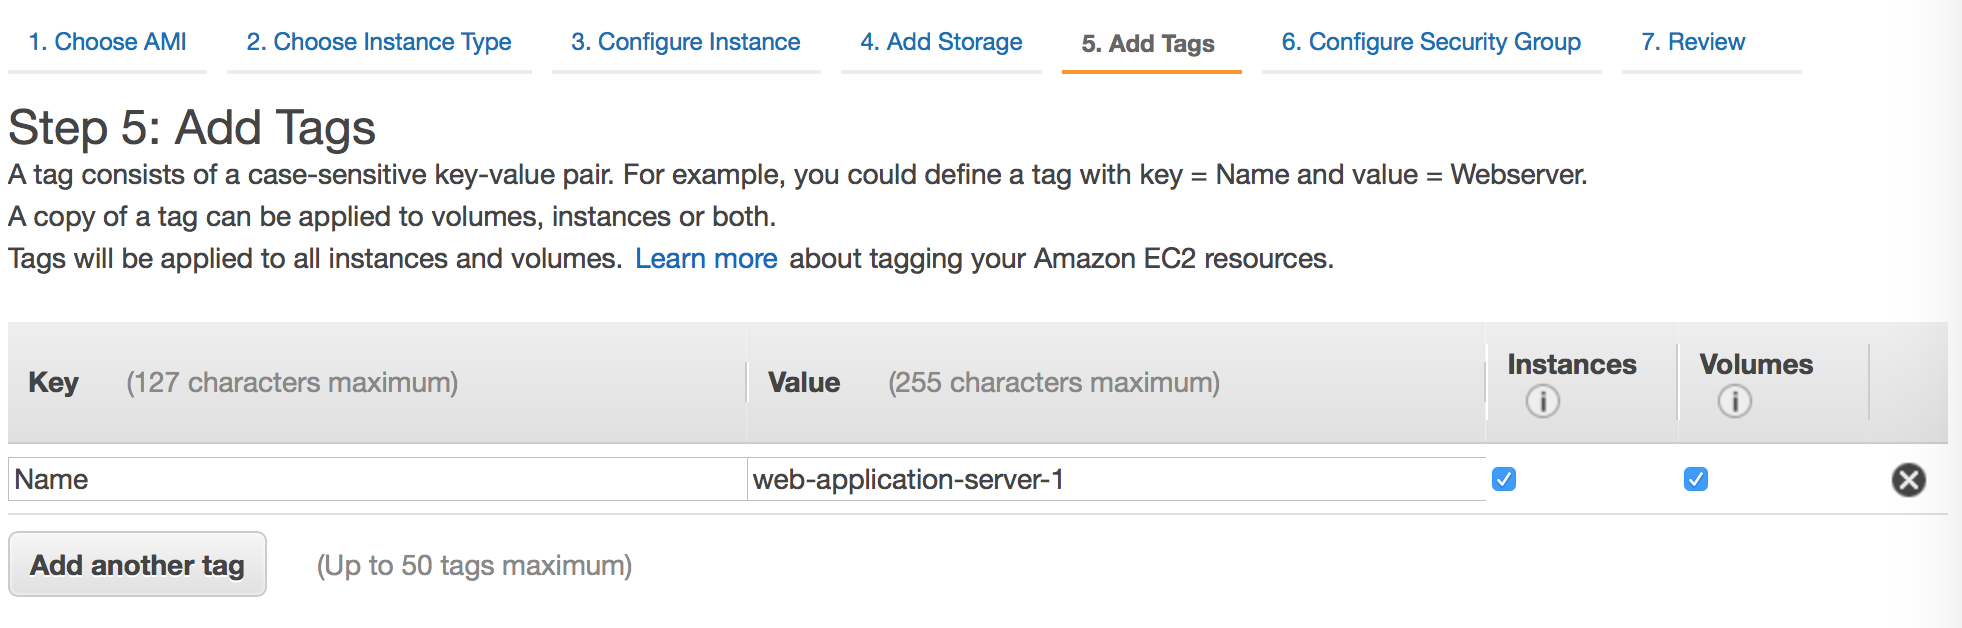 1. Choose AMI 2. Choose Instance Type 3. Configure Instance 4. Add Storage 5. Add Tags 6. Configure Security Group 7. Review
Step 5: Add Tags
A tag consists of a case-sensitive key-value pair. For example, you could define a tag with key = Name and value = Webserver.
A copy of a tag can be applied to volumes, instances or both.
Tags will be applied to all instances and volumes. Learn more about tagging your Amazon EC2 resources.
Key (127 characters maximum) Value (255 characters maximum) Instances Volumes
Name web-application-server-1
Add another tag (Up to 50 tags maximum)